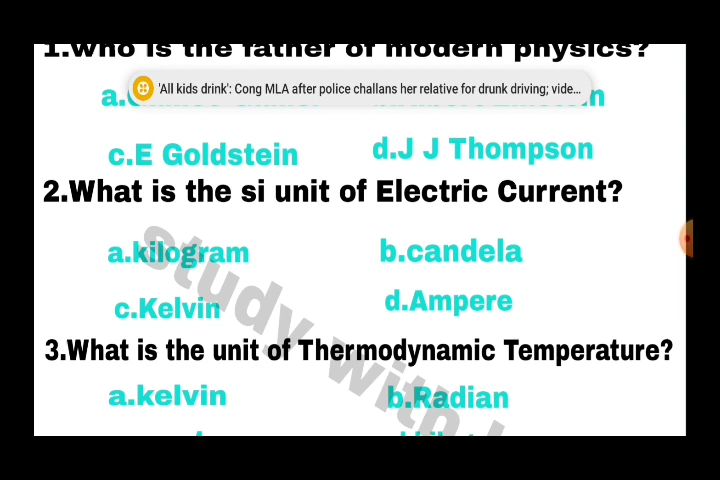 1.Who is the father of modern physics?
'All kids drink': Cong MLA after police challans her relative for drunk driving; vide...
a.
c.E Goldstein d.J J Thompson
2.What is the si unit of Electric Current?
a.kilogram b.candela
c.Kelvin d.Ampere
3.What is the unit of Thermodynamic Temperature?
a.kelvin b.Radian
study with